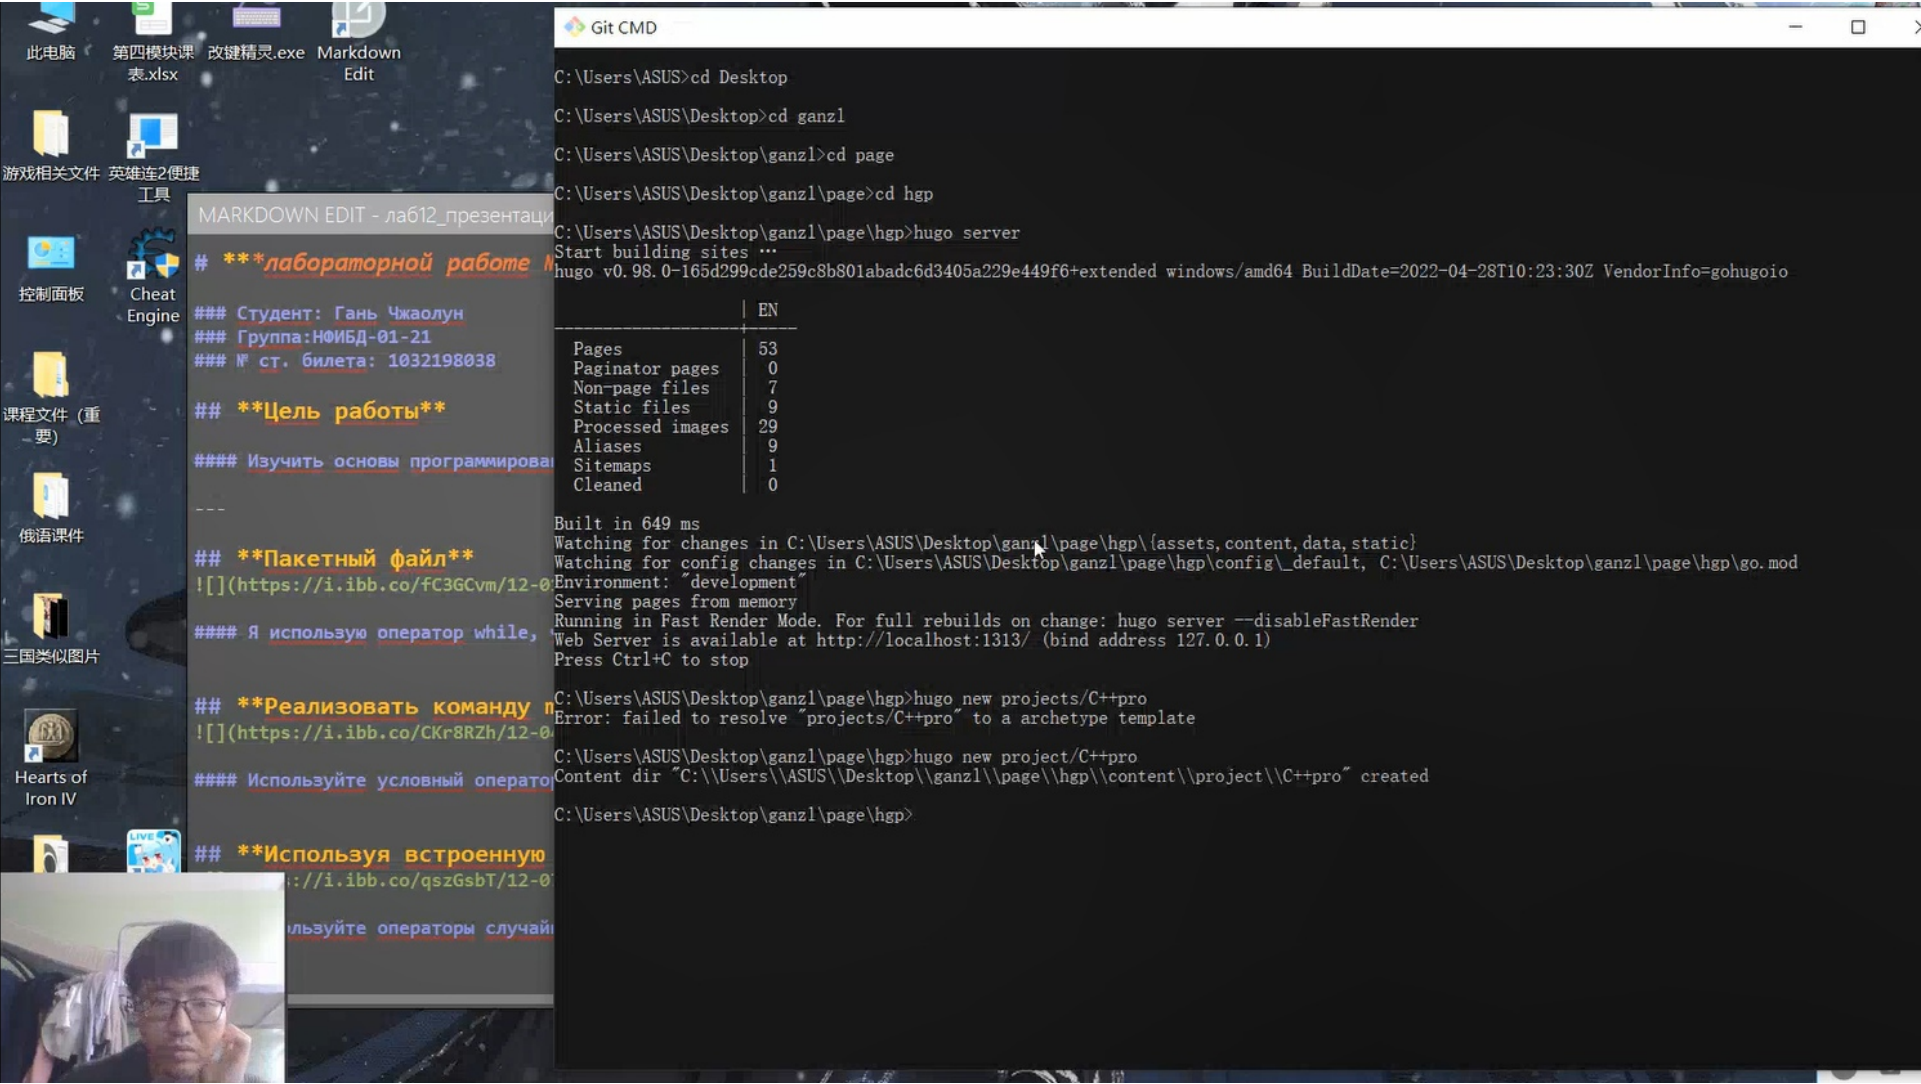 此电脑
第四模块课
表.xlsx
改键精灵.exe
Markdown
Edit
游戏相关文件
英雄连2便捷
工具
控制面板
Cheat
Engine
课程文件（重
要）
俄语课件
三国类似图片
Hearts of
Iron IV
LIVE
MARKDOWN EDIT - лаб12_презентаци
# ***лабораторной работе
### Студент: Гань Чжаолун
### Группа:НФИБД-01-21
### № ст. билета: 1032198038
## **Цель работы**
#### Изучить основы программирова
---
## **Пакетный файл**
![](https://i.ibb.co/fC3GCvm/12-0
#### Я использую оператор while,
## **Реализовать команду
![](https://i.ibb.co/CKr8RZh/12-0
#### Используйте условный оператор
## **Используя встроенную
://i.ibb.co/qszGsbT/12-0
льзуйте операторы случай
Git CMD
C:\Users\ASUS>cd Desktop
C:\Users\ASUS\Desktop>cd ganzl
C:\Users\ASUS\Desktop\ganzl>cd page
C:\Users\ASUS\Desktop\ganzl\page>cd hgp
C:\Users\ASUS\Desktop\ganzl\page\hgp>hugo server
Start building sites …
hugo v0.98.0-165d299cde259c8b801abadc6d3405a229e449f6+extended windows/amd64 BuildDate=2022-04-28T10:23:30Z VendorInfo=gohugoio
| EN
-------------------+-----
Pages | 53
Paginator pages | 0
Non-page files | 7
Static files | 9
Processed images | 29
Aliases | 9
Sitemaps | 1
Cleaned | 0
Built in 649 ms
Watching for changes in C:\Users\ASUS\Desktop\ganzl\page\hgp\{assets,content,data,static}
Watching for config changes in C:\Users\ASUS\Desktop\ganzl\page\hgp\config\_default, C:\Users\ASUS\Desktop\ganzl\page\hgp\go.mod
Environment: "development"
Serving pages from memory
Running in Fast Render Mode. For full rebuilds on change: hugo server --disableFastRender
Web Server is available at http://localhost:1313/ (bind address 127.0.0.1)
Press Ctrl+C to stop
C:\Users\ASUS\Desktop\ganzl\page\hgp>hugo new projects/C++pro
Error: failed to resolve "projects/C++pro" to a archetype template
C:\Users\ASUS\Desktop\ganzl\page\hgp>hugo new project/C++pro
Content dir "C:\\Users\\ASUS\\Desktop\\ganzl\\page\\hgp\\content\\project\\C++pro" created
C:\Users\ASUS\Desktop\ganzl\page\hgp>